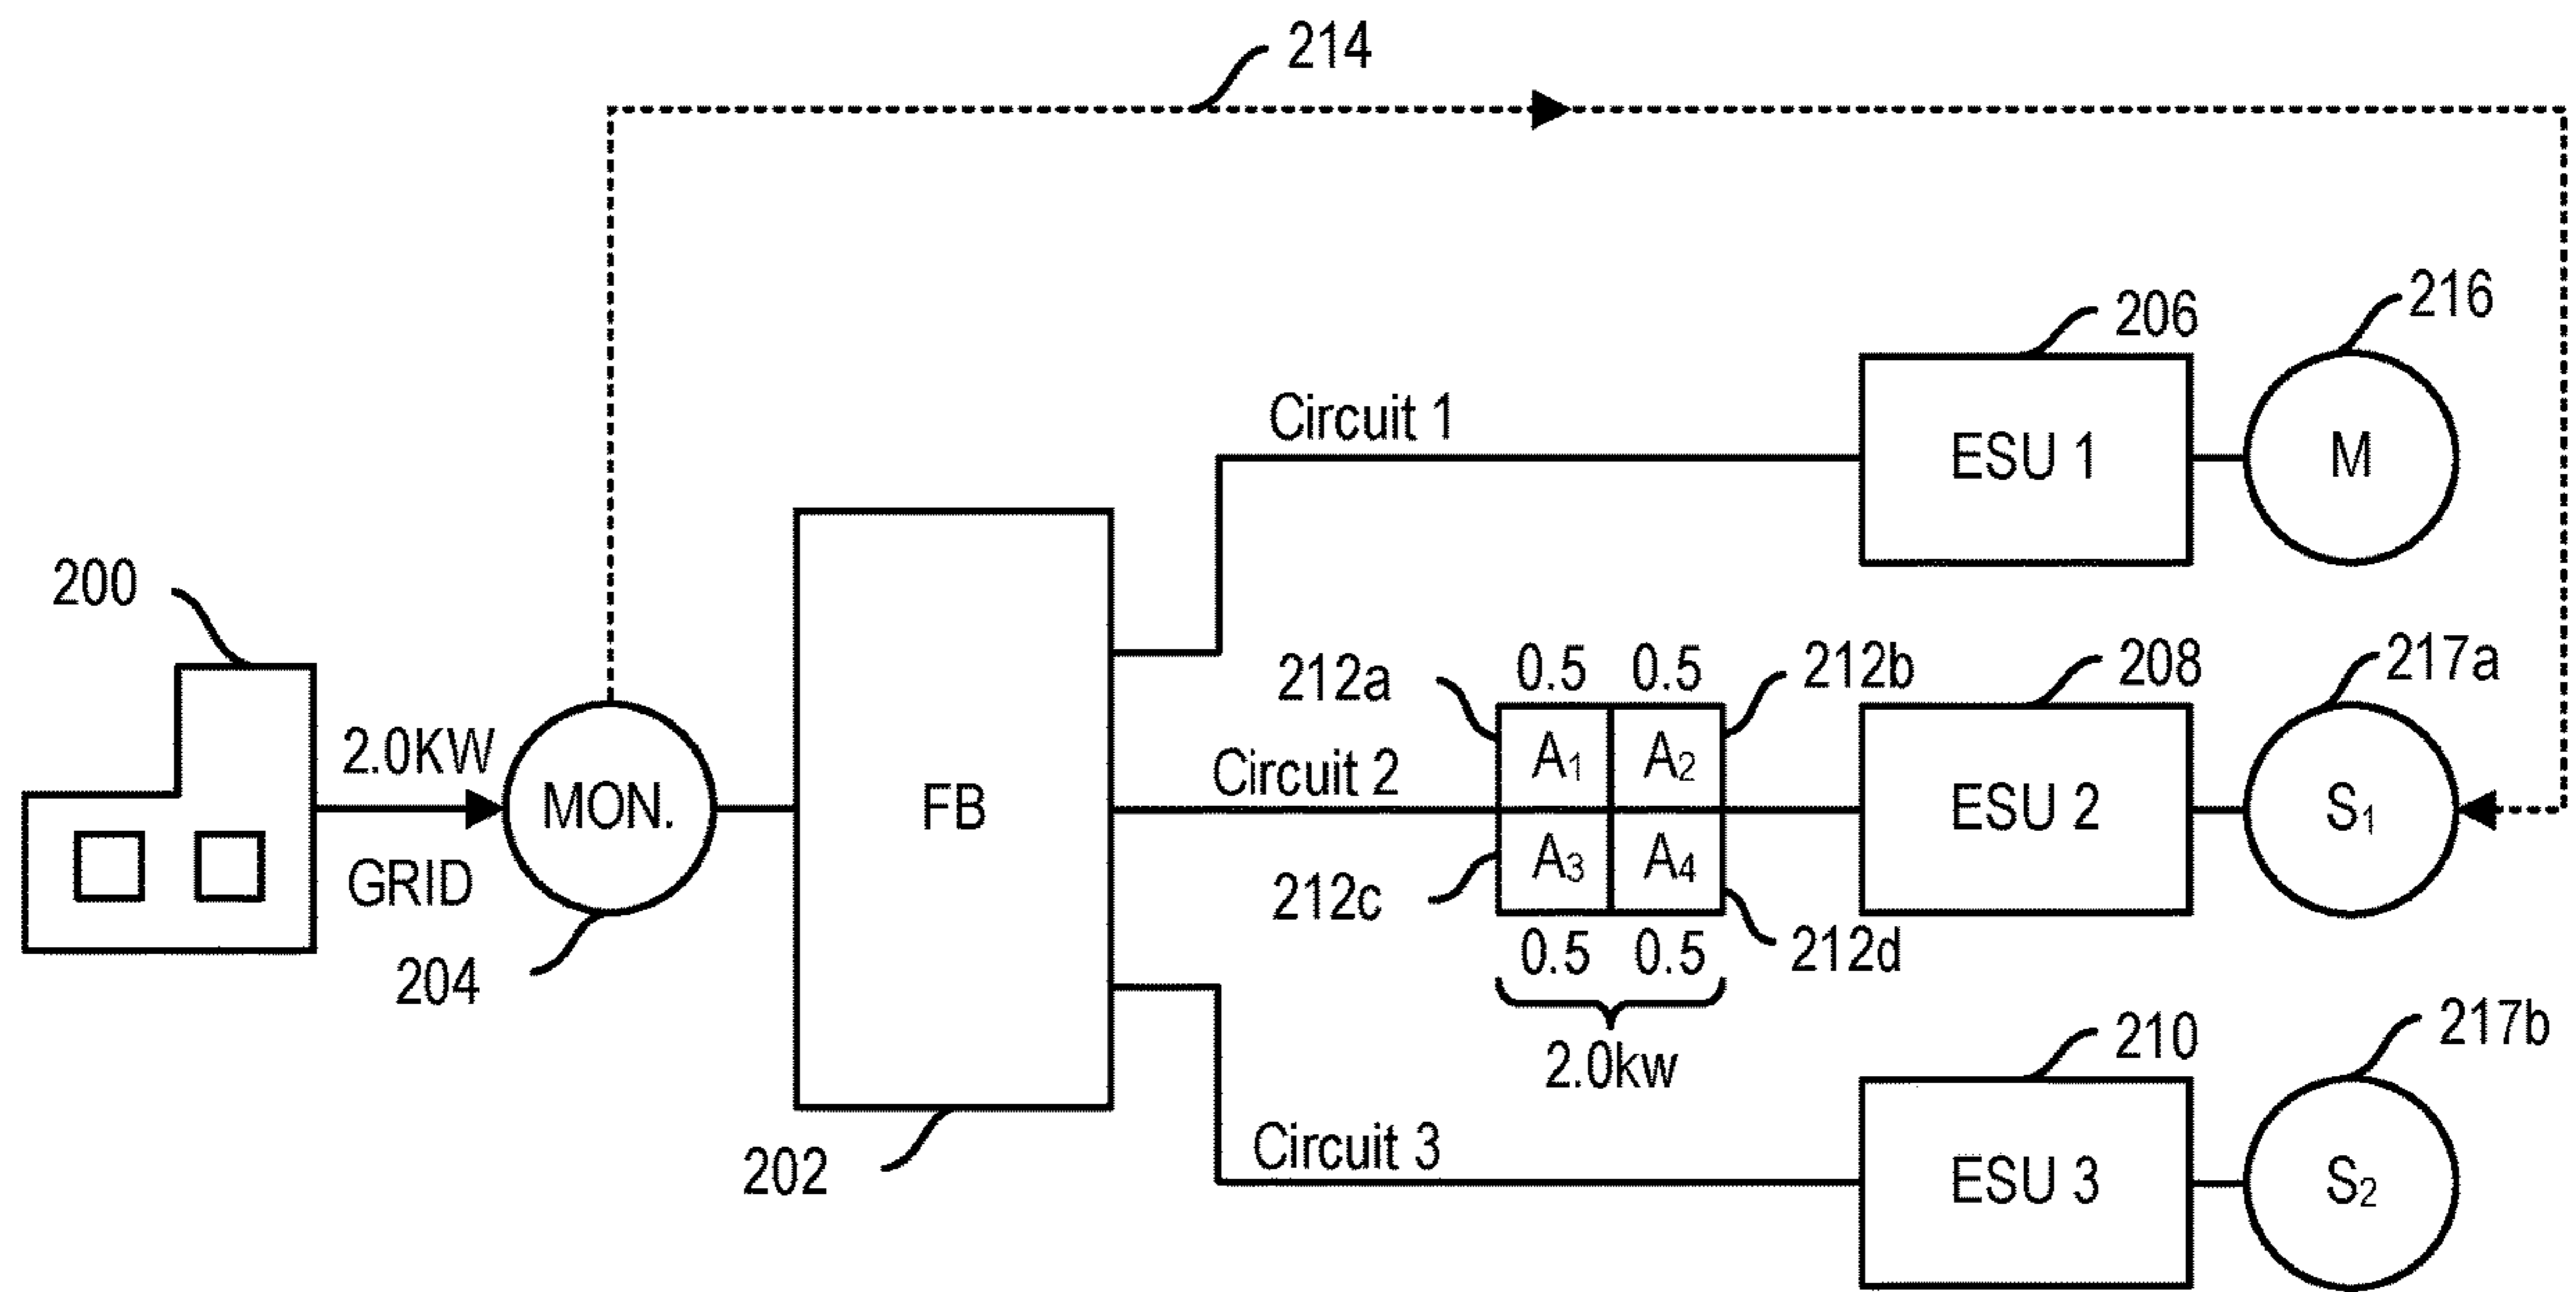 214
206
216
Circuit 1
ESU 1
M
200
2.0KW
GRID
MON.
204
FB
202
212a
0.5 0.5
212b
Circuit 2
A1 A2
A3 A4
212c
0.5 0.5
212d
2.0kw
208
217a
ESU 2
S1
Circuit 3
210
217b
ESU 3
S2